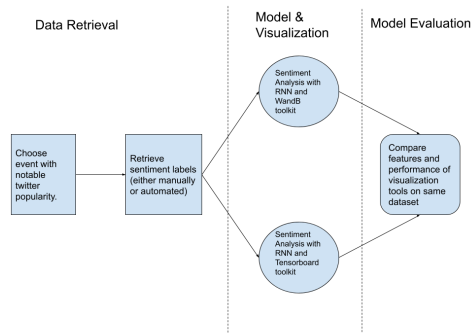 Data Retrieval
Model &
Visualization
Model Evaluation
Choose
event with
notable
twitter
popularity.
Retrieve
sentiment labels
(either manually
or automated)
Sentiment
Analysis with
RNN and
WandB
toolkit
Sentiment
Analysis with
RNN and
Tensorboard
toolkit
Compare
features and
performance of
visualization
tools on same
dataset